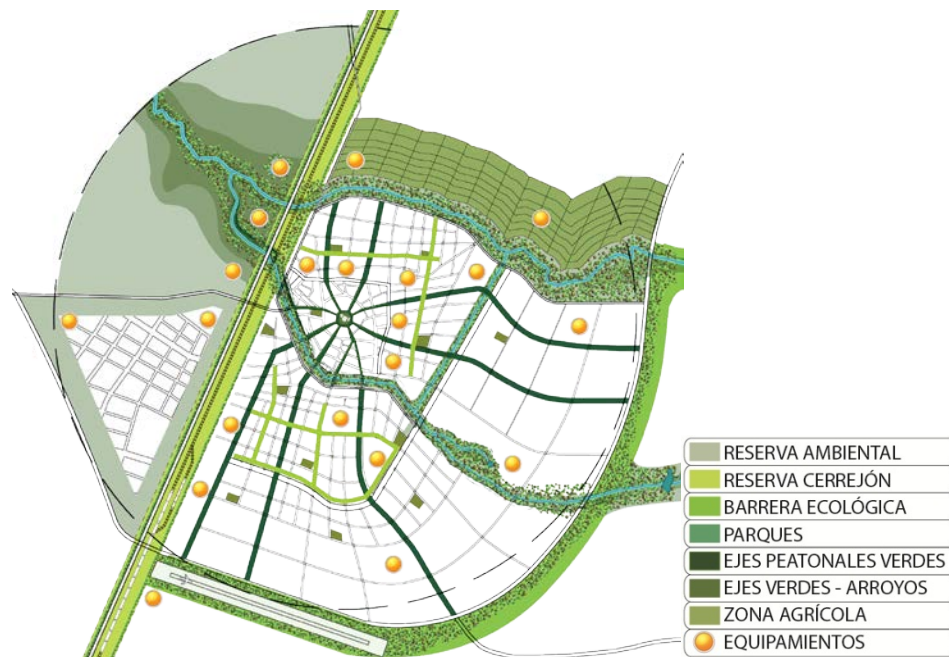 RESERVA AMBIENTAL
RESERVA CERREJÓN
BARRERA ECOLÓGICA
PARQUES
EJES PEATONALES VERDES
EJES VERDES - ARROYOS
ZONA AGRÍCOLA
EQUIPAMIENTOS